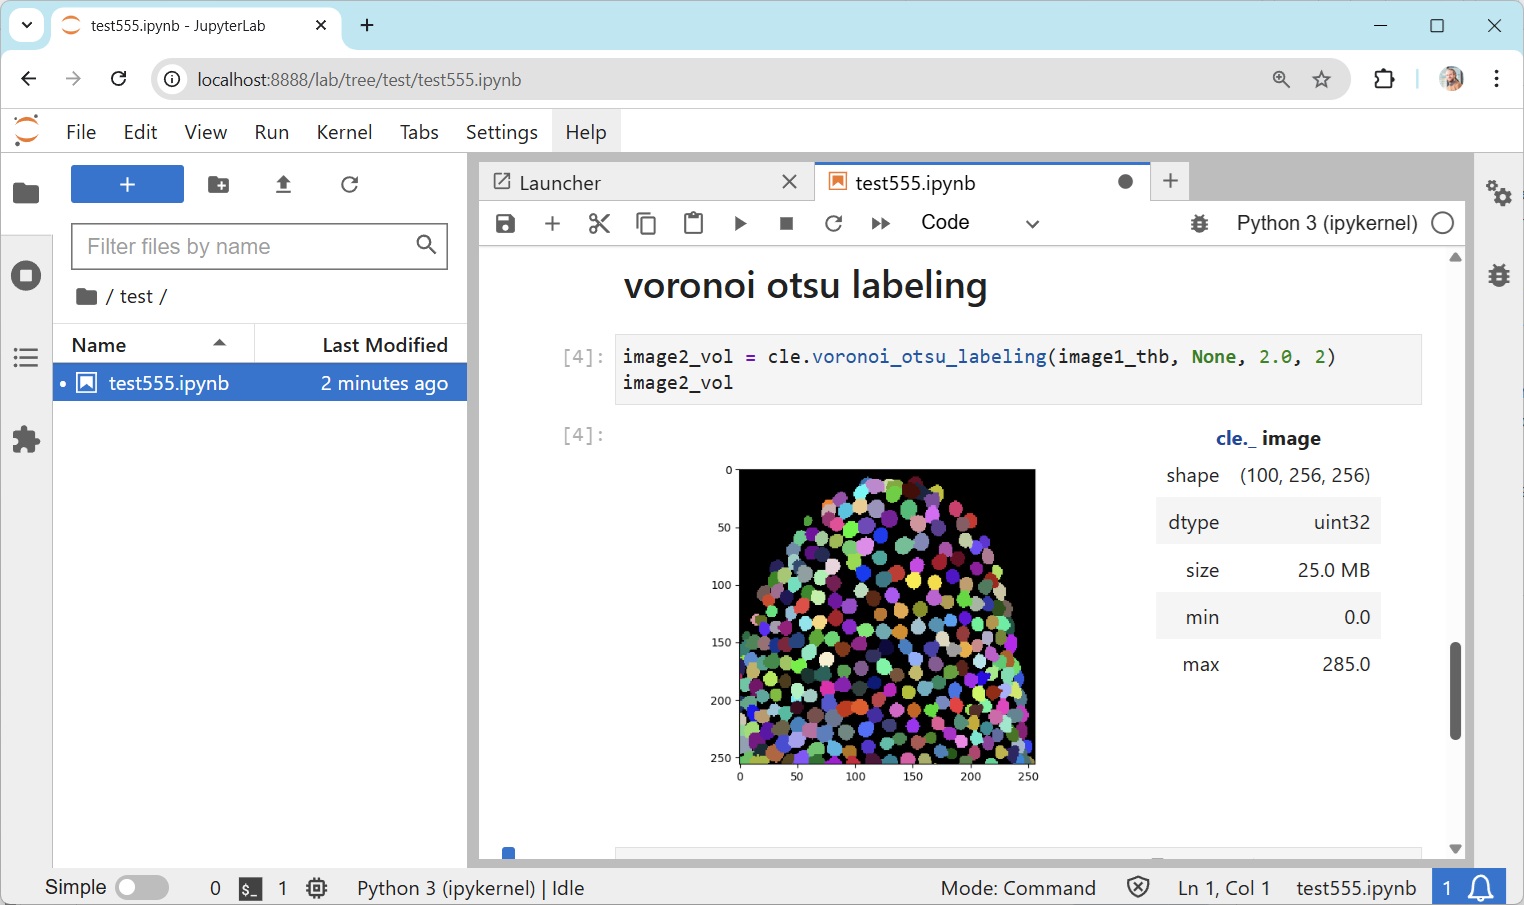 test555.ipynb - JupyterLab
localhost:8888/lab/tree/test/test555.ipynb
File Edit View Run Kernel Tabs Settings Help
Launcher
test555.ipynb
Code
Python 3 (ipykernel)
Filter files by name
/ test /
Name Last Modified
test555.ipynb 2 minutes ago
voronoi otsu labeling
[4]:
image2_vol = cle.voronoi_otsu_labeling(image1_thb, None, 2.0, 2)
image2_vol
[4]:
0
50
100
150
200
250
0 50 100 150 200 250
cle._ image
shape (100, 256, 256)
dtype uint32
size 25.0 MB
min 0.0
max 285.0
Simple 0 $_ 1 Python 3 (ipykernel) | Idle Mode: Command Ln 1, Col 1 test555.ipynb 1